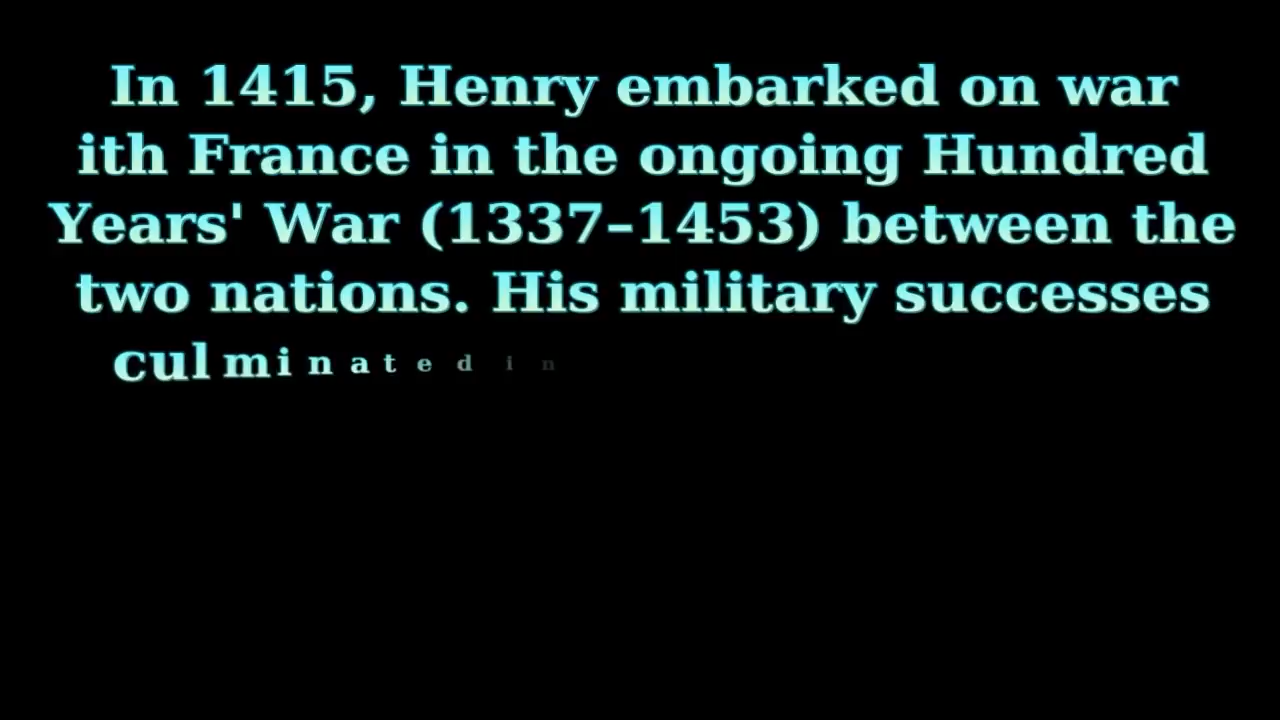 In 1415, Henry embarked on war
ith France in the ongoing Hundred
Years' War (1337–1453) between the
two nations. His military successes
culminated in